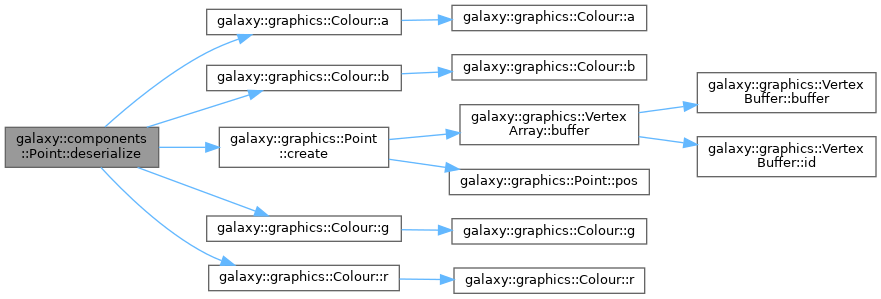 galaxy::components
::Point::deserialize
galaxy::graphics::Colour::a
galaxy::graphics::Colour::a
galaxy::graphics::Colour::b
galaxy::graphics::Colour::b
galaxy::graphics::Point
::create
galaxy::graphics::Vertex
Array::buffer
galaxy::graphics::Vertex
Buffer::buffer
galaxy::graphics::Vertex
Buffer::id
galaxy::graphics::Point::pos
galaxy::graphics::Colour::g
galaxy::graphics::Colour::g
galaxy::graphics::Colour::r
galaxy::graphics::Colour::r